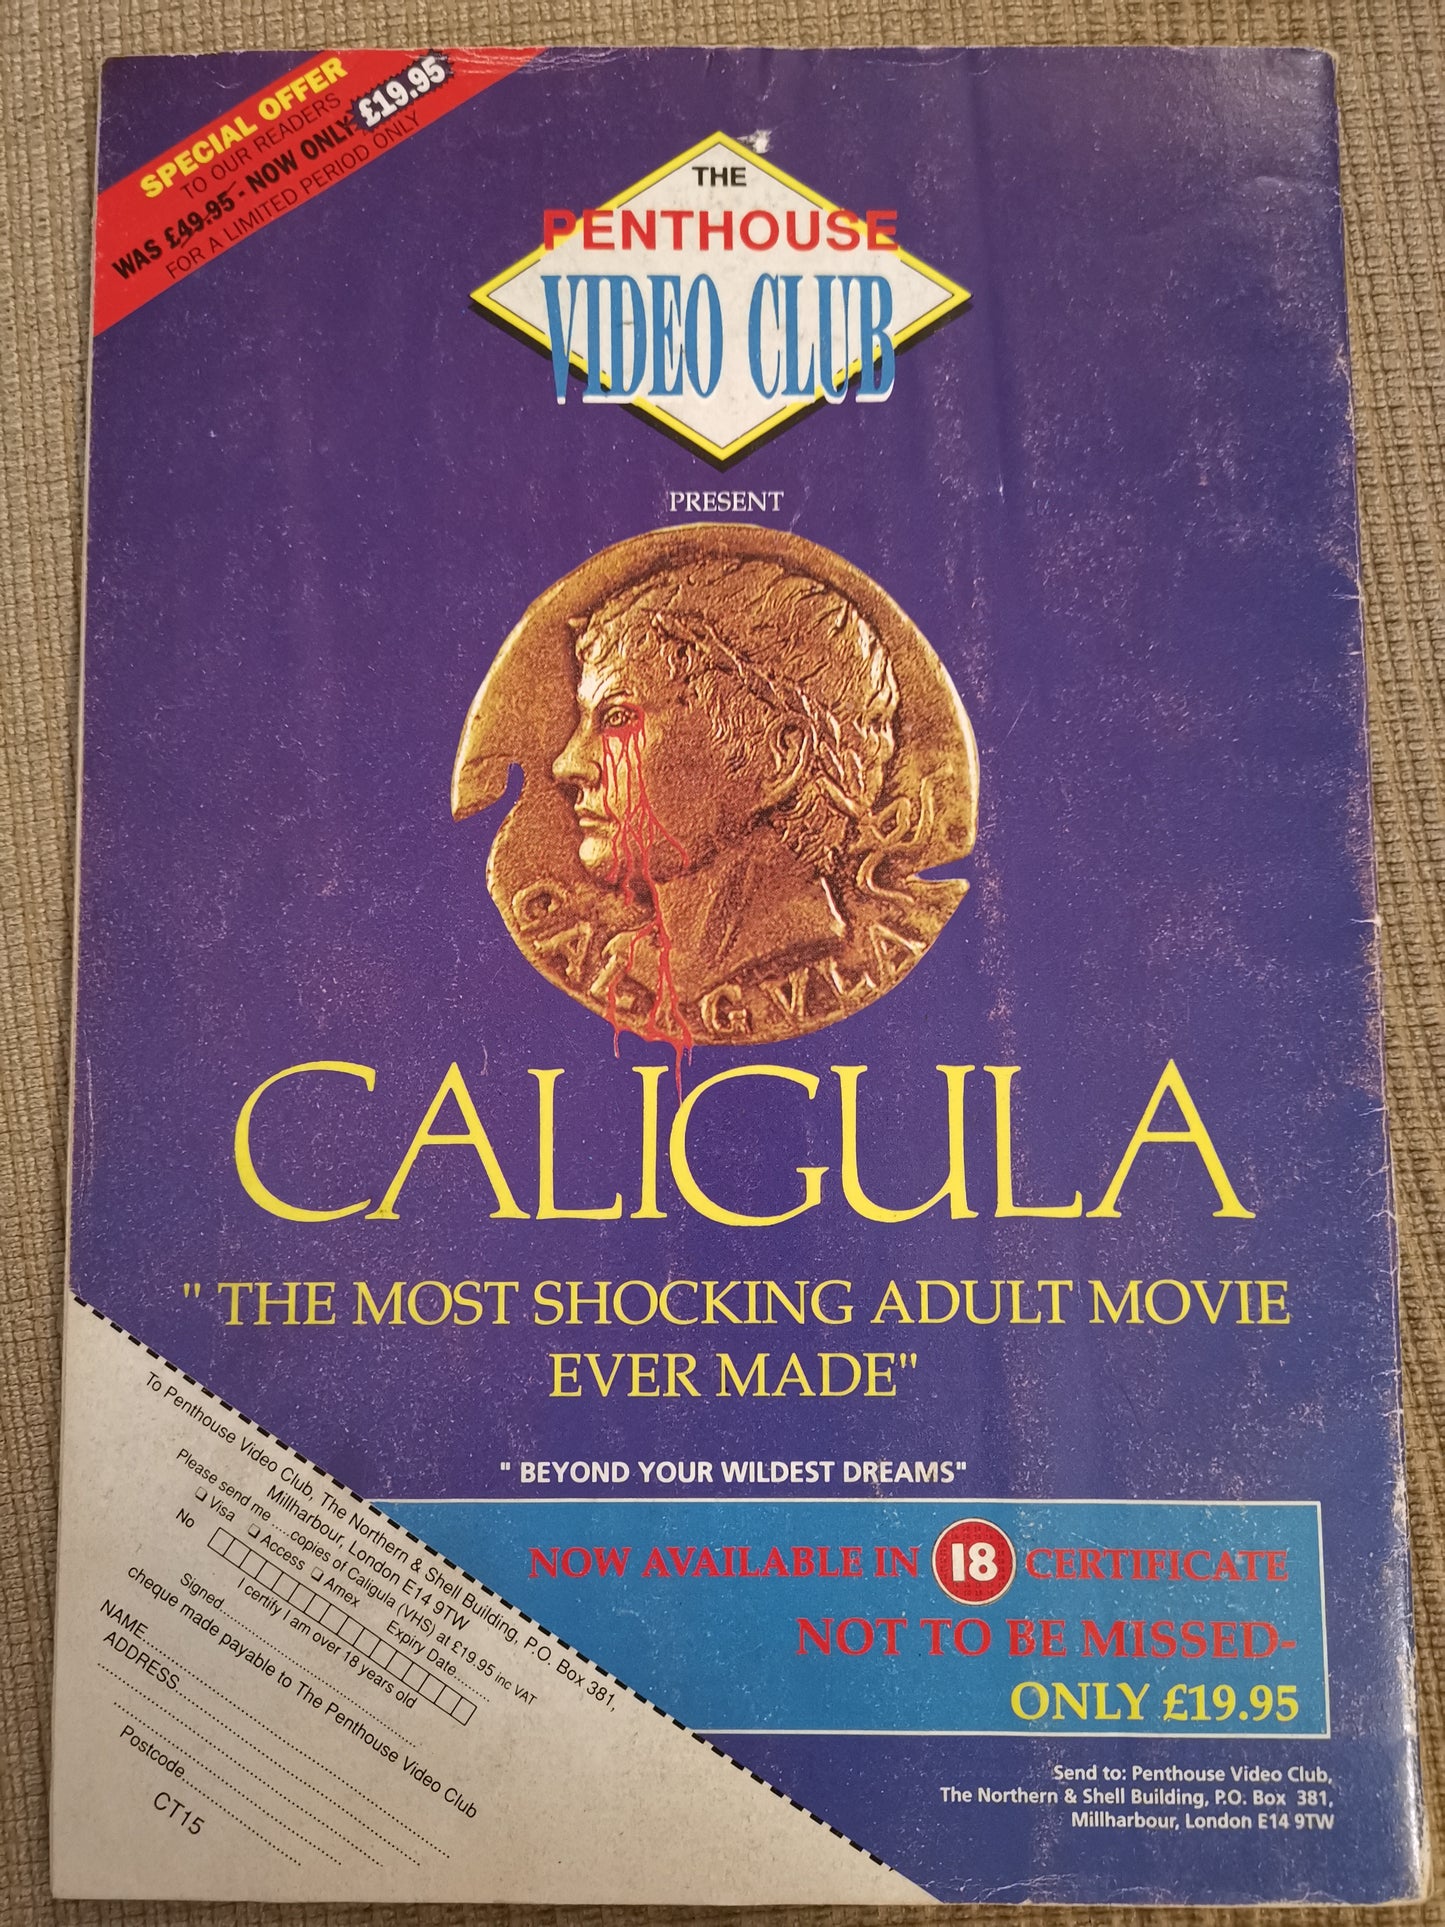 SPECIAL OFFER
TO OUR READERS
WAS £49.95 - NOW ONLY £19.95
FOR A LIMITED PERIOD ONLY
THE
PENTHOUSE
VIDEO CLUB
PRESENT
CALIGVLA
CALIGULA
" THE MOST SHOCKING ADULT MOVIE
EVER MADE"
" BEYOND YOUR WILDEST DREAMS"
NOW AVAILABLE IN 18 CERTIFICATE
NOT TO BE MISSED-
ONLY £19.95
Send to: Penthouse Video Club,
The Northern & Shell Building, P.O. Box 381,
Millharbour, London E14 9TW
To Penthouse Video Club, The Northern & Shell Building, P.O. Box 381,
Millharbour, London E14 9TW
Please send me .....copies of Caligula (VHS) at £19.95 inc VAT
Visa Access Amex Expiry Date.........
No
I certify I am over 18 years old
Signed.................................................
cheque made payable to The Penthouse Video Club
NAME.................................................................
ADDRESS............................................................
Postcode.................................
CT15